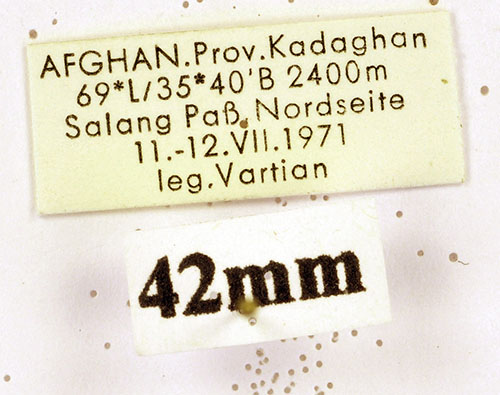 AFGHAN.Prov.Kadaghan
69*L/35*40'B 2400m
Salang Paß, Nordseite
11.-12.VII.1971
leg.Vartian
42mm